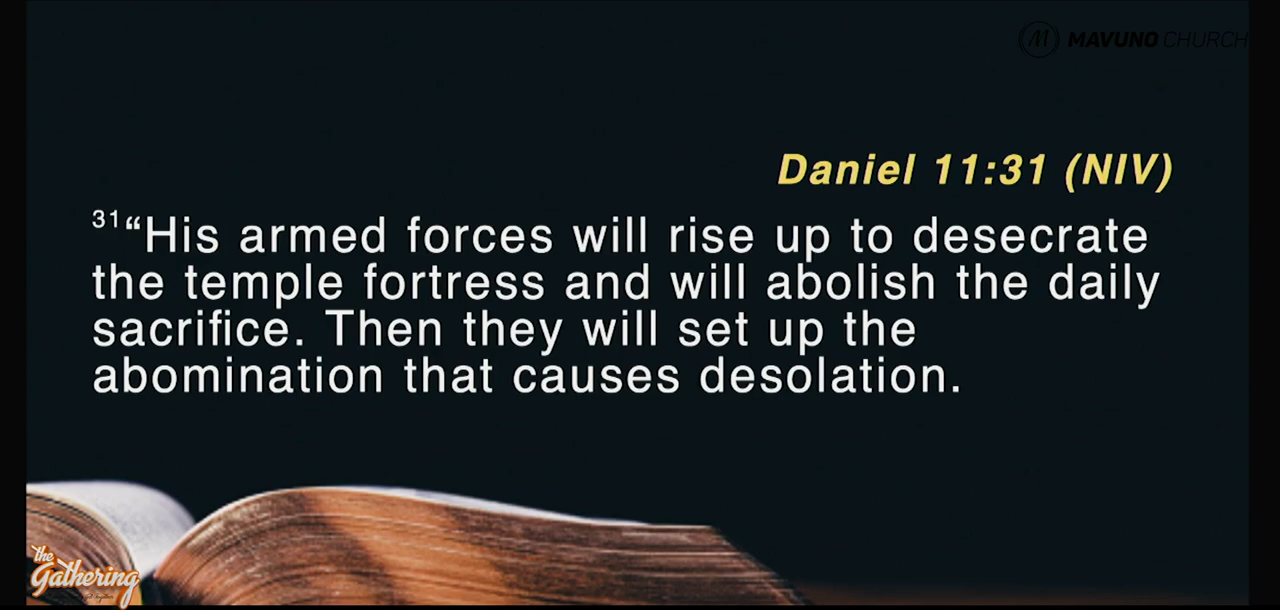 MAVUNO CHURCH
Daniel 11:31 (NIV)
31“His armed forces will rise up to desecrate
the temple fortress and will abolish the daily
sacrifice. Then they will set up the
abomination that causes desolation.
the
Gathering